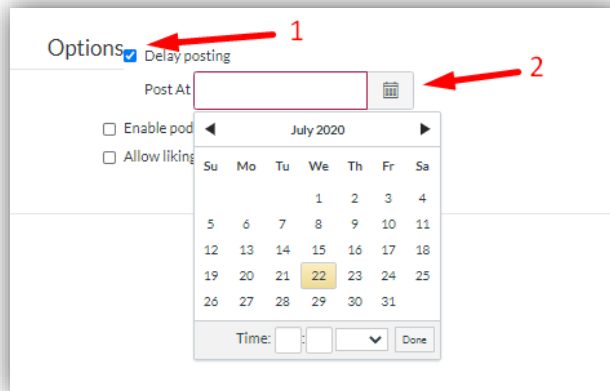 1
Options
Delay posting
2
Post At
Enable pod
July 2020
Allow liking
Su Mo Tu We Th Fr Sa
1 2 3 4
5 6 7 8 9 10 11
12 13 14 15 16 17 18
19 20 21 22 23 24 25
26 27 28 29 30 31
Time: : Done